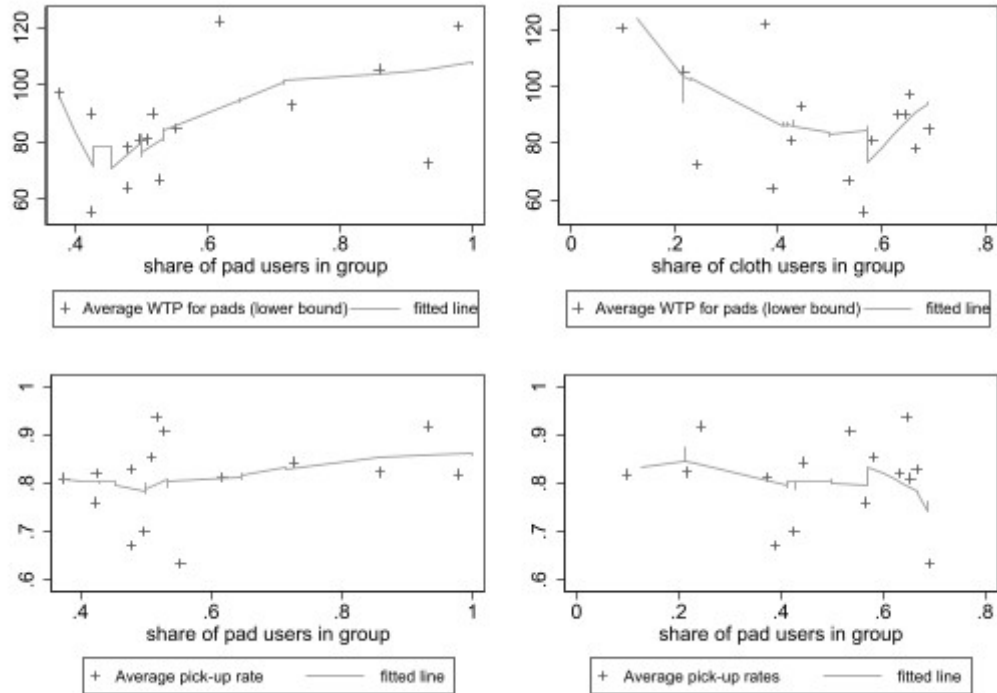 120
100
80
60
.4 .6 .8 1
share of pad users in group
+ Average WTP for pads (lower bound) fitted line
120
100
80
60
0 .2 .4 .6 .8
share of cloth users in group
+ Average WTP for pads (lower bound) fitted line
1
.9
.8
.7
.6
.4 .6 .8 1
share of pad users in group
+ Average pick-up rate fitted line
1
.9
.8
.7
.6
0 .2 .4 .6 .8
share of pad users in group
+ Average pick-up rates fitted line